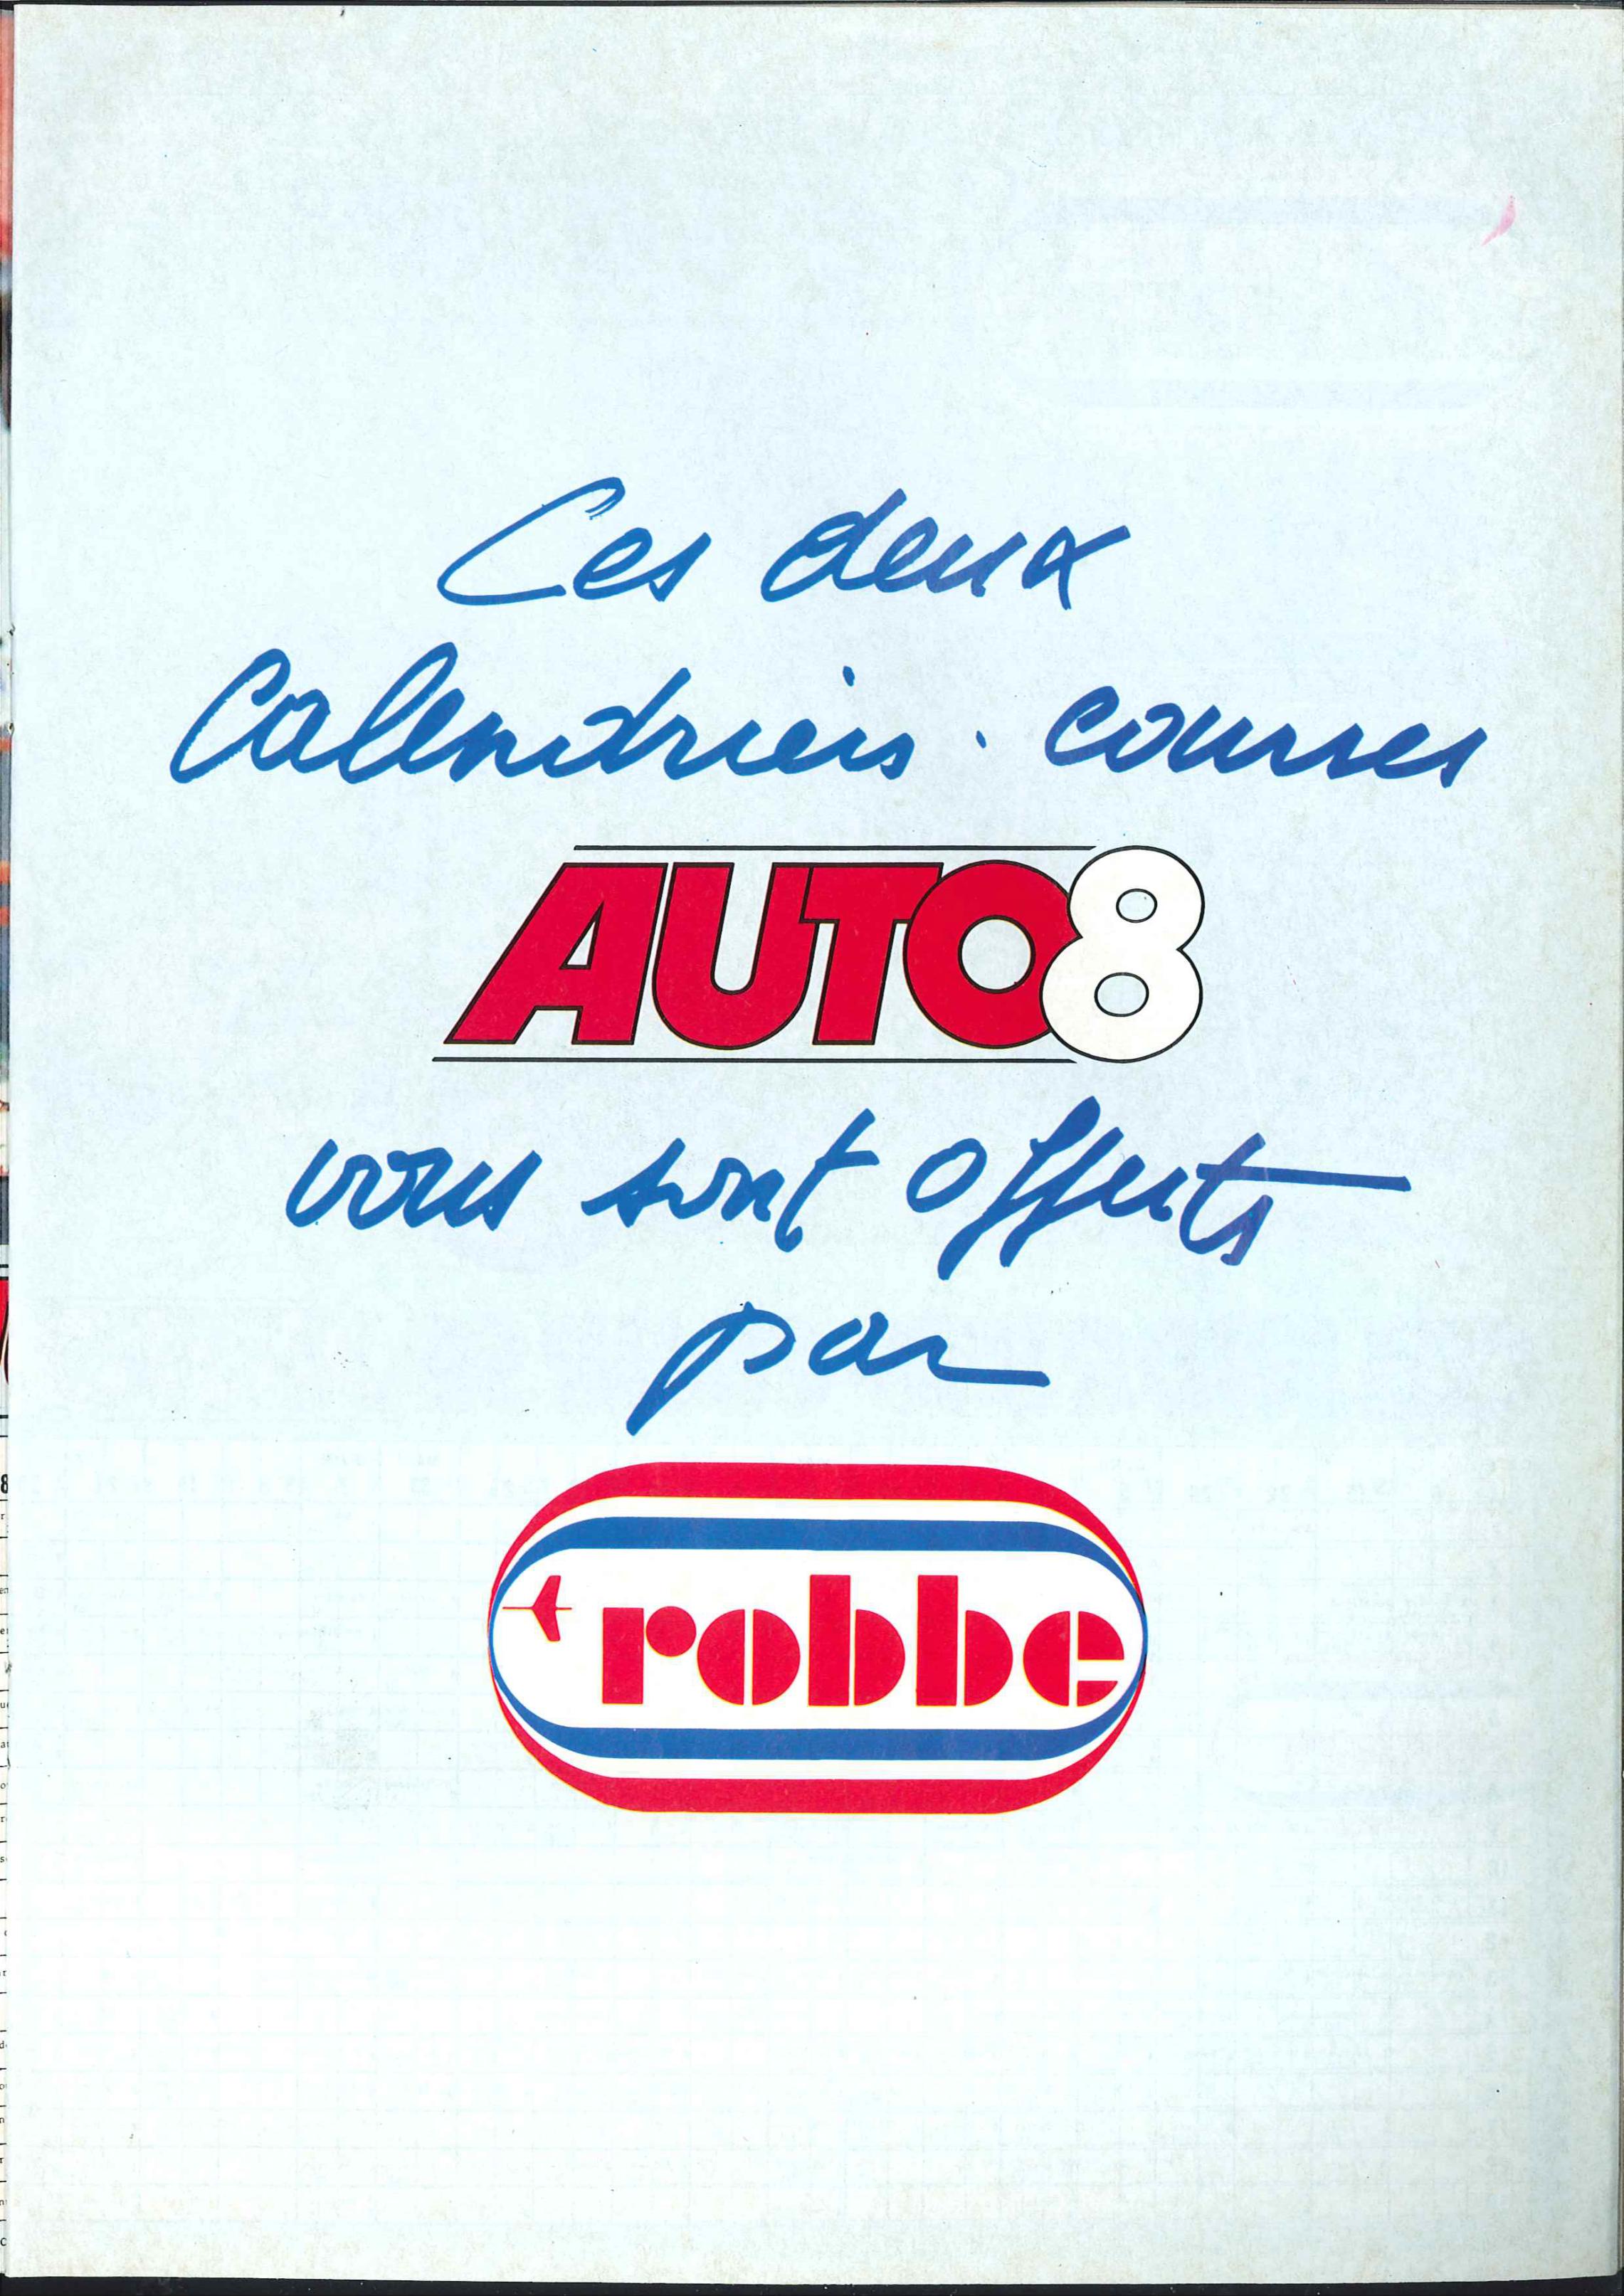 Ces deux
Calendriers-courses
AUTO8
vous sont offerts
par
robbe